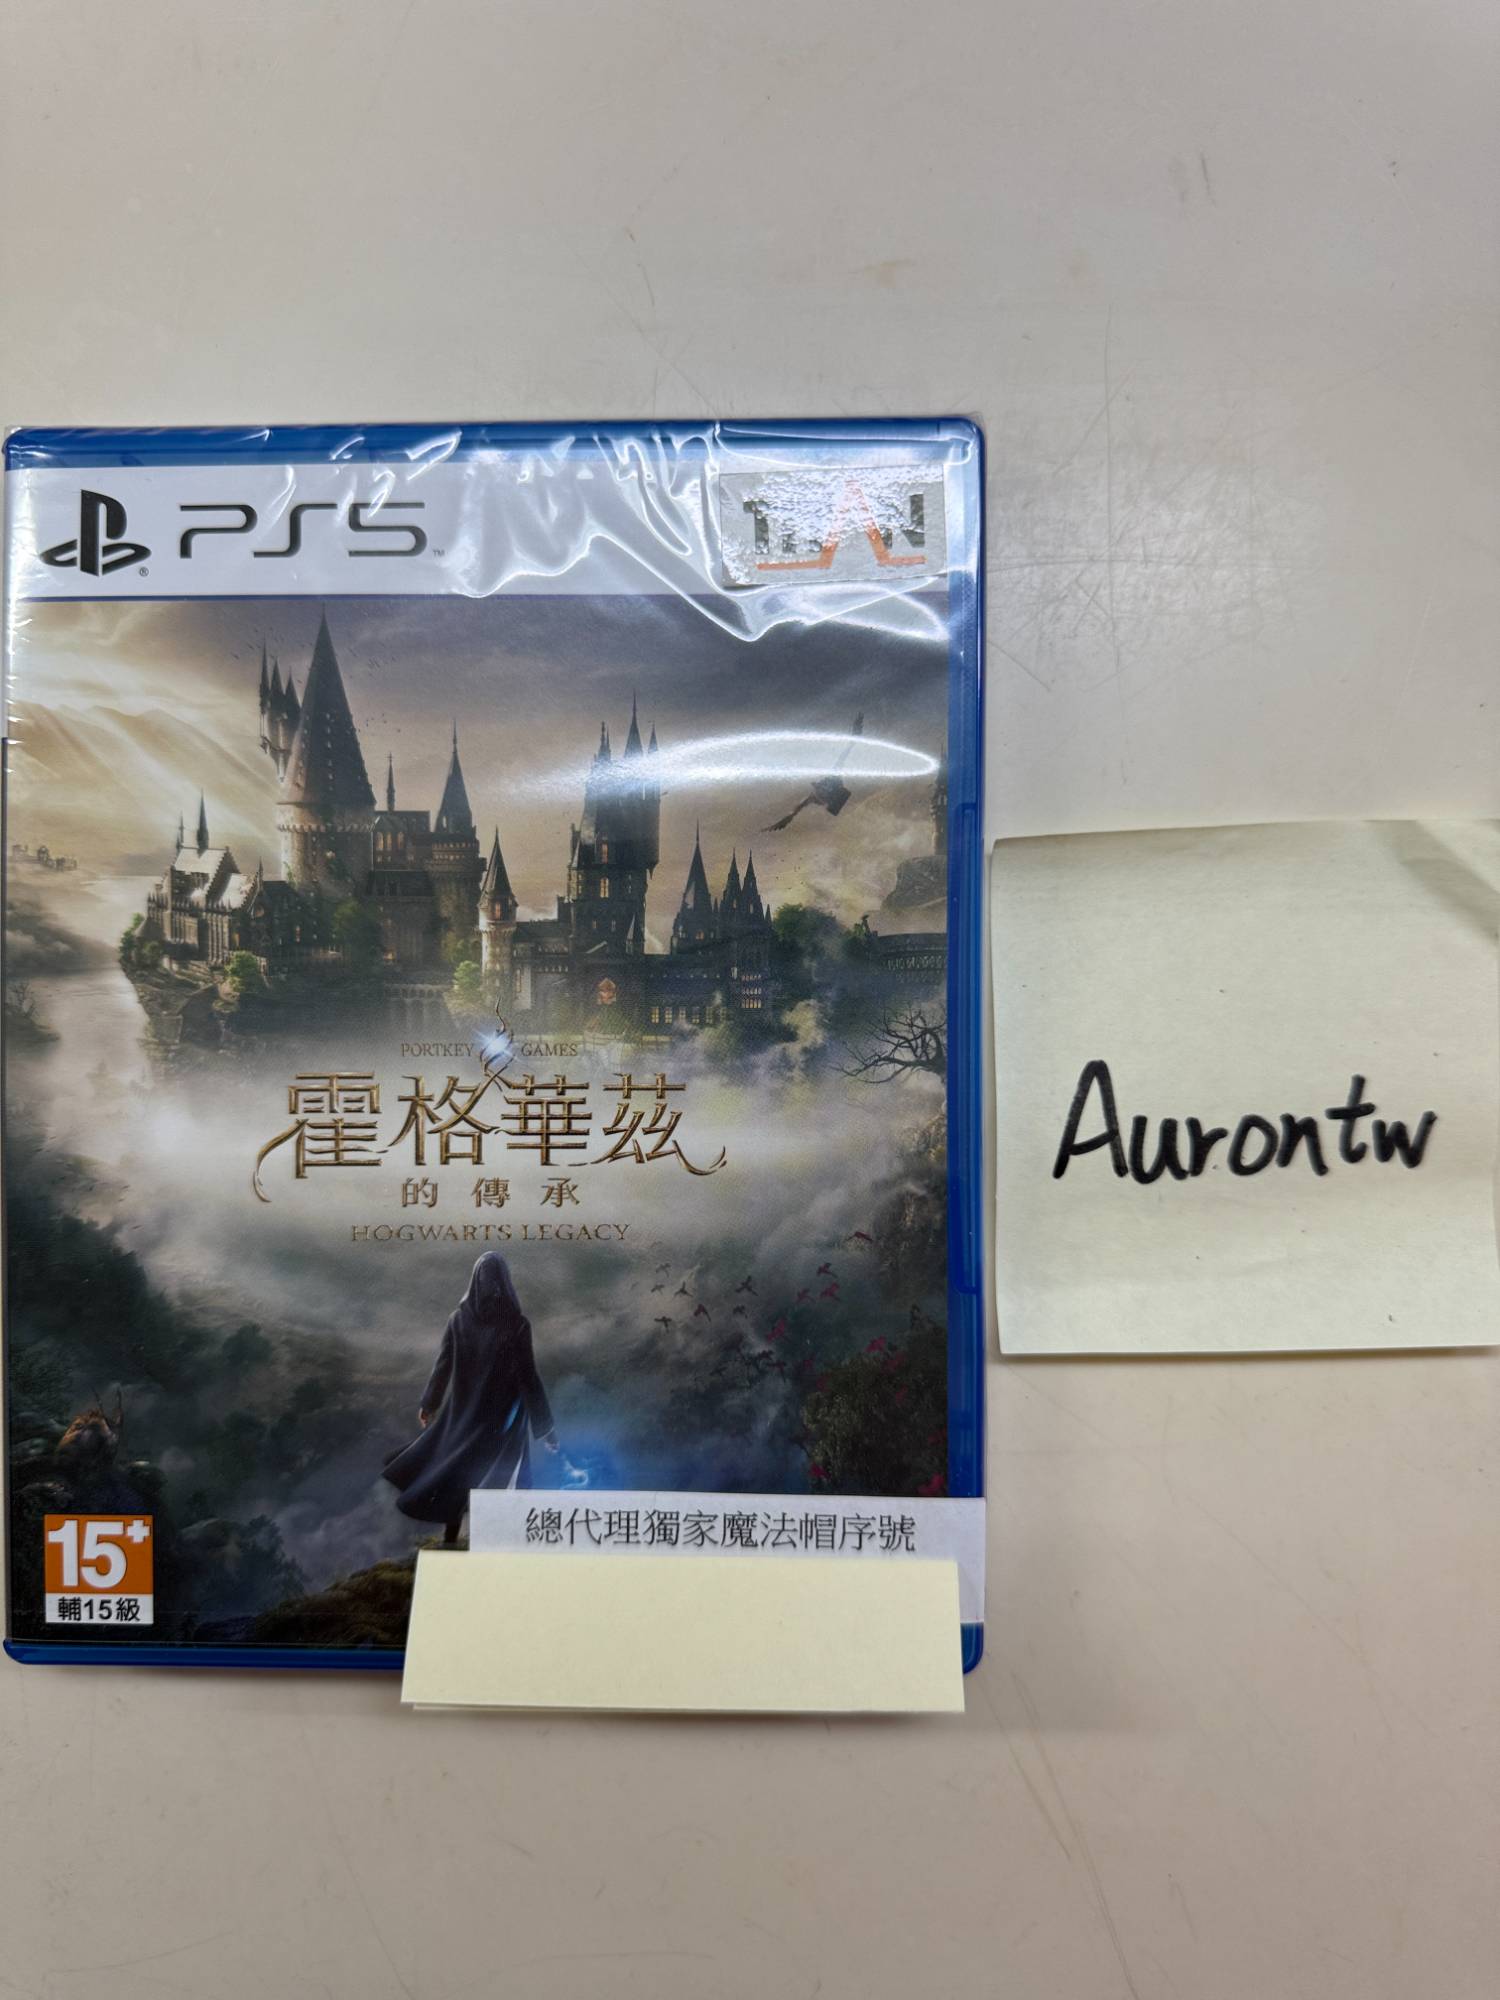 PS5
TITAN
PORTKEY GAMES
霍格華茲
的傳承
HOGWARTS LEGACY
總代理獨家魔法帽序號
15+
輔15級
Aurontw